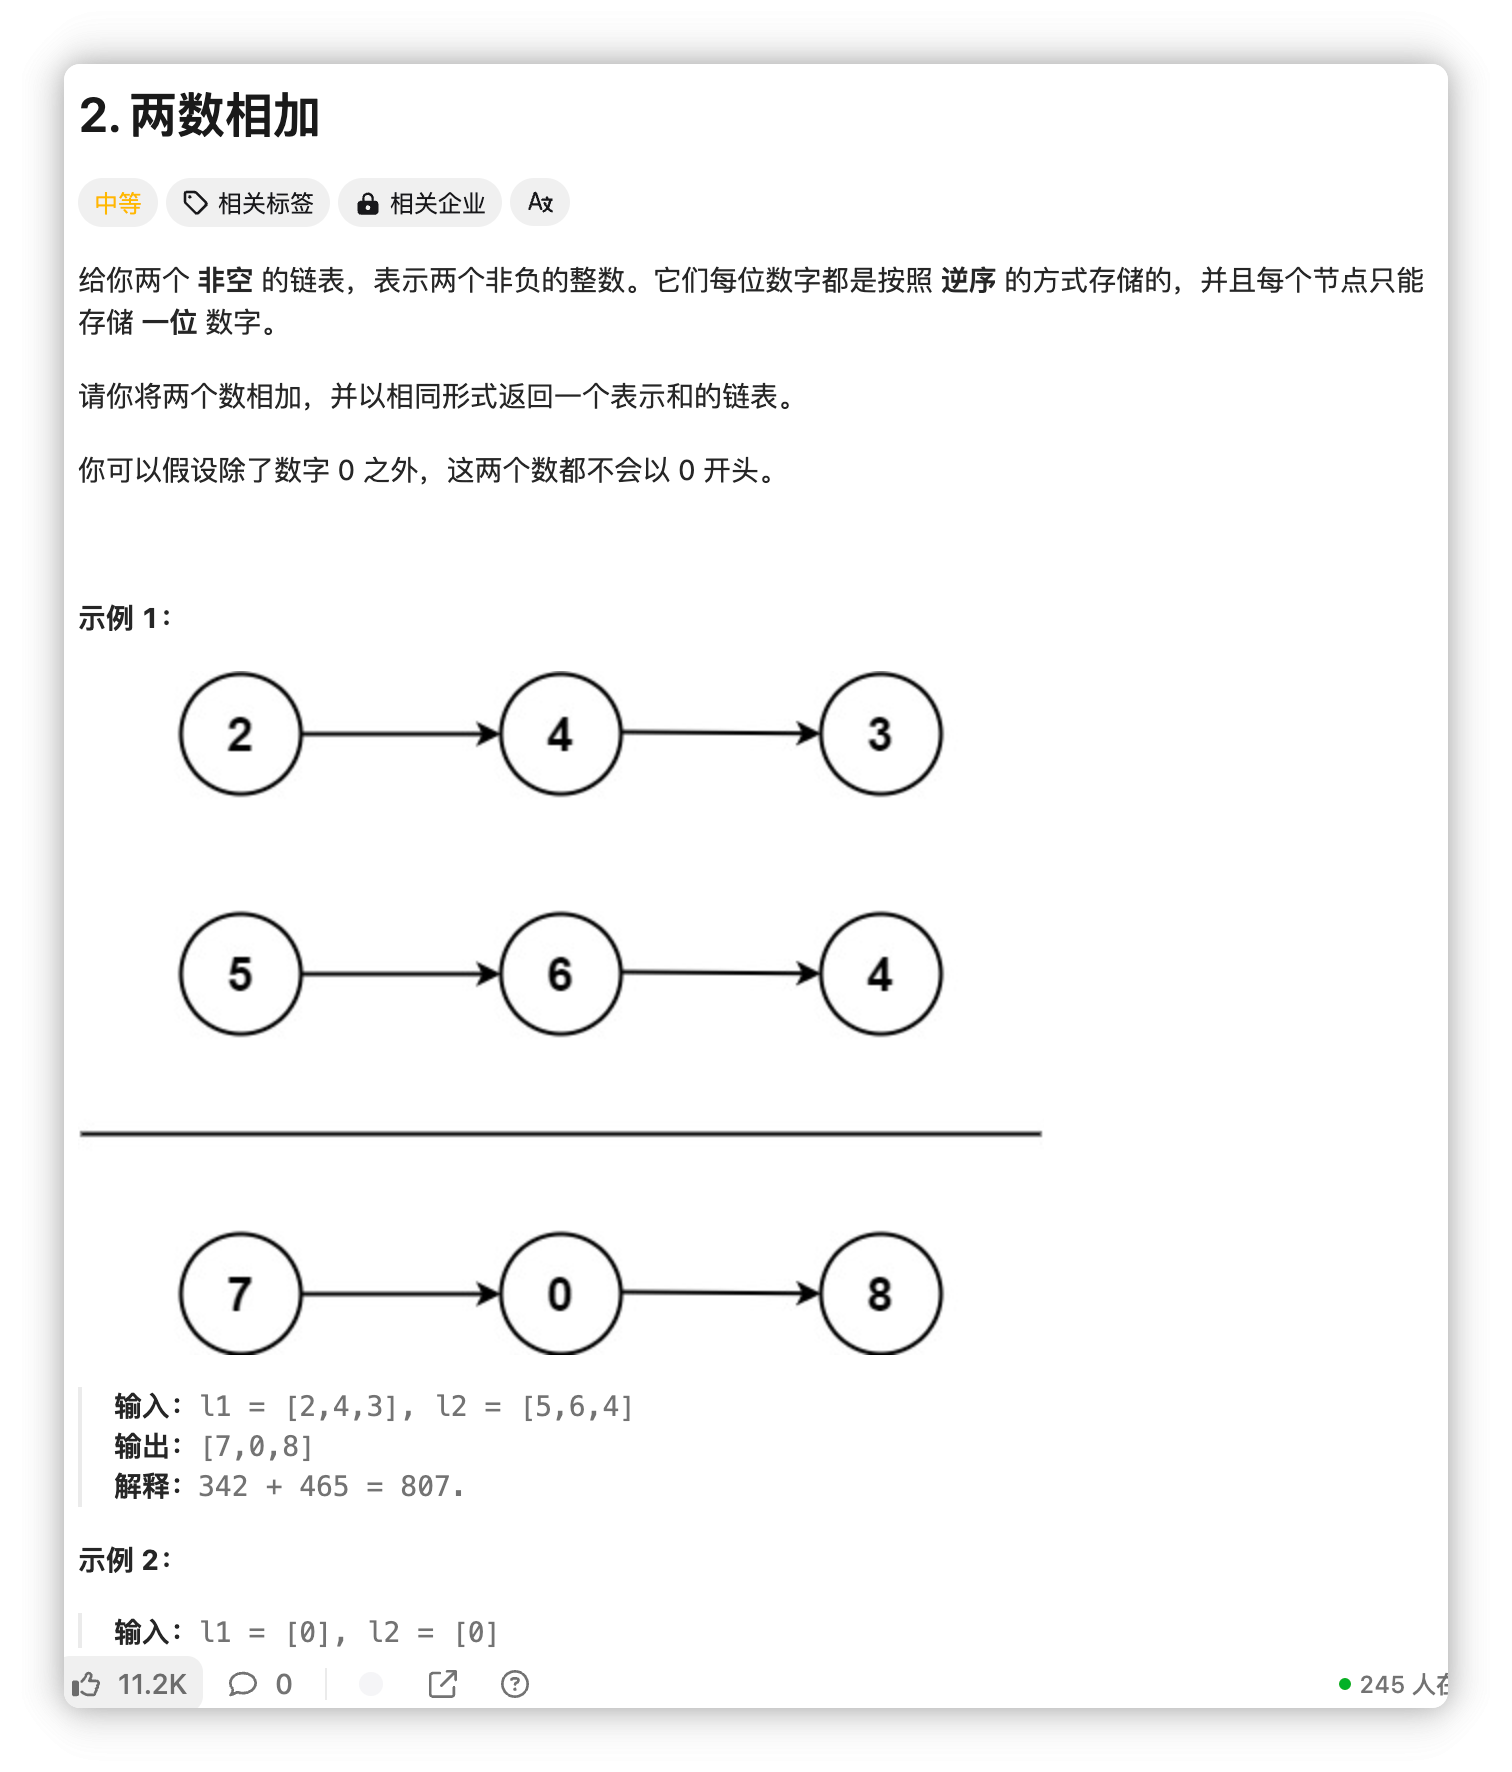 2. 两数相加
中等 相关标签 相关企业
给你两个 非空 的链表，表示两个非负的整数。它们每位数字都是按照 逆序 的方式存储的，并且每个节点只能
存储 一位 数字。
请你将两个数相加，并以相同形式返回一个表示和的链表。
你可以假设除了数字 0 之外，这两个数都不会以 0 开头。
示例 1：
2 4 3
5 6 4
7 0 8
输入：l1 = [2,4,3], l2 = [5,6,4]
输出：[7,0,8]
解释：342 + 465 = 807.
示例 2：
输入：l1 = [0], l2 = [0]
11.2K 0 245 人